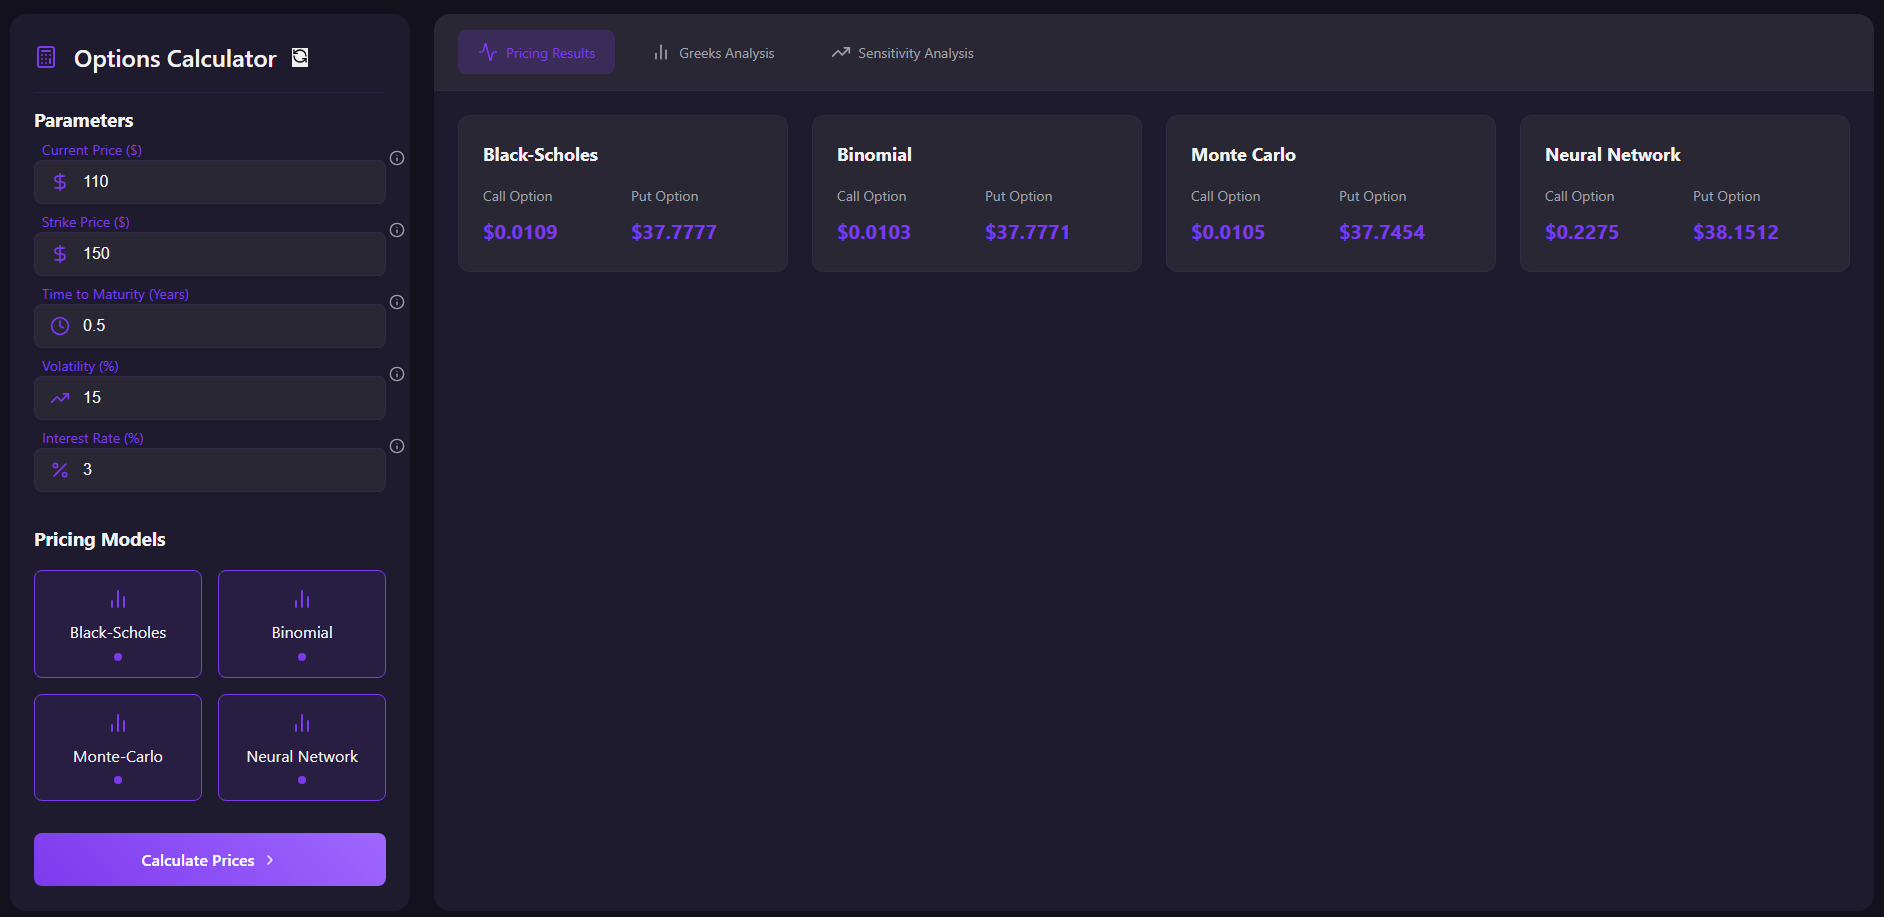 Options Calculator
Parameters
Current Price ($)
110
Strike Price ($)
150
Time to Maturity (Years)
0.5
Volatility (%)
15
Interest Rate (%)
3
Pricing Models
Black-Scholes
Binomial
Monte-Carlo
Neural Network
Calculate Prices
Pricing Results
Greeks Analysis
Sensitivity Analysis
Black-Scholes
Call Option
Put Option
$0.0109
$37.7777
Binomial
Call Option
Put Option
$0.0103
$37.7771
Monte Carlo
Call Option
Put Option
$0.0105
$37.7454
Neural Network
Call Option
Put Option
$0.2275
$38.1512